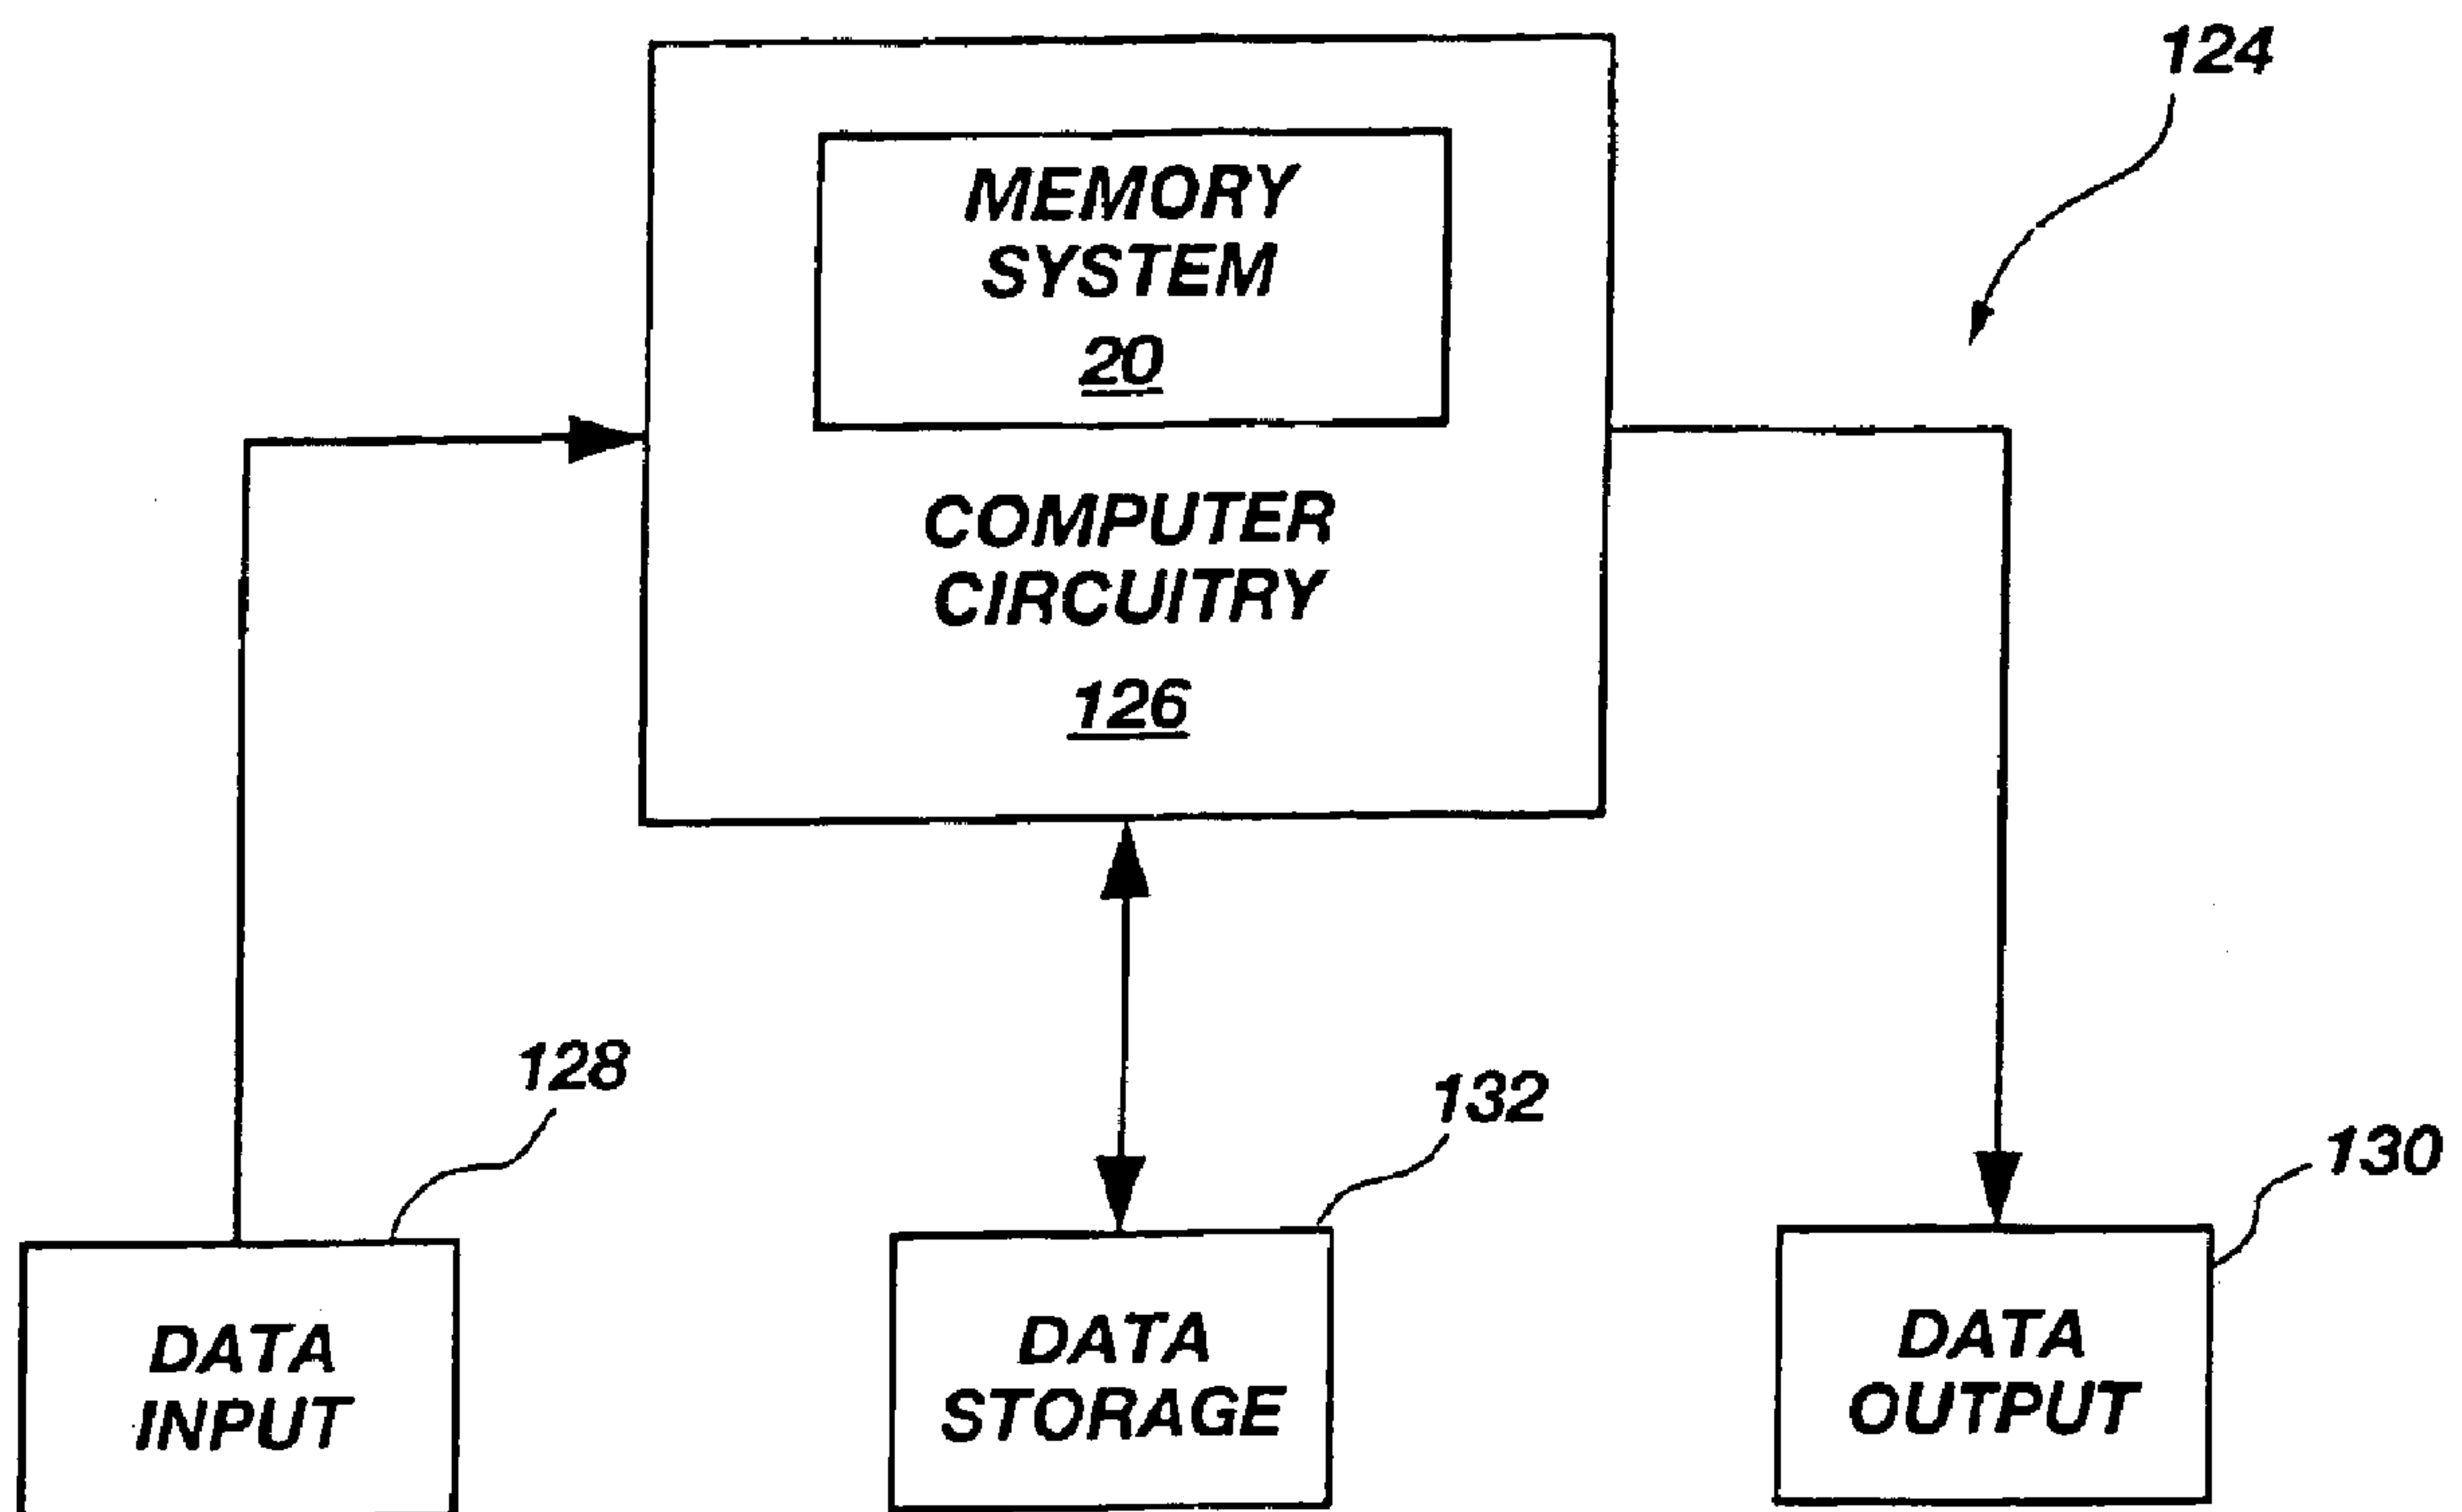 124
MEMORY
SYSTEM
20
COMPUTER
CIRCUITRY
126
128
132
130
DATA
INPUT
DATA
STORAGE
DATA
OUTPUT